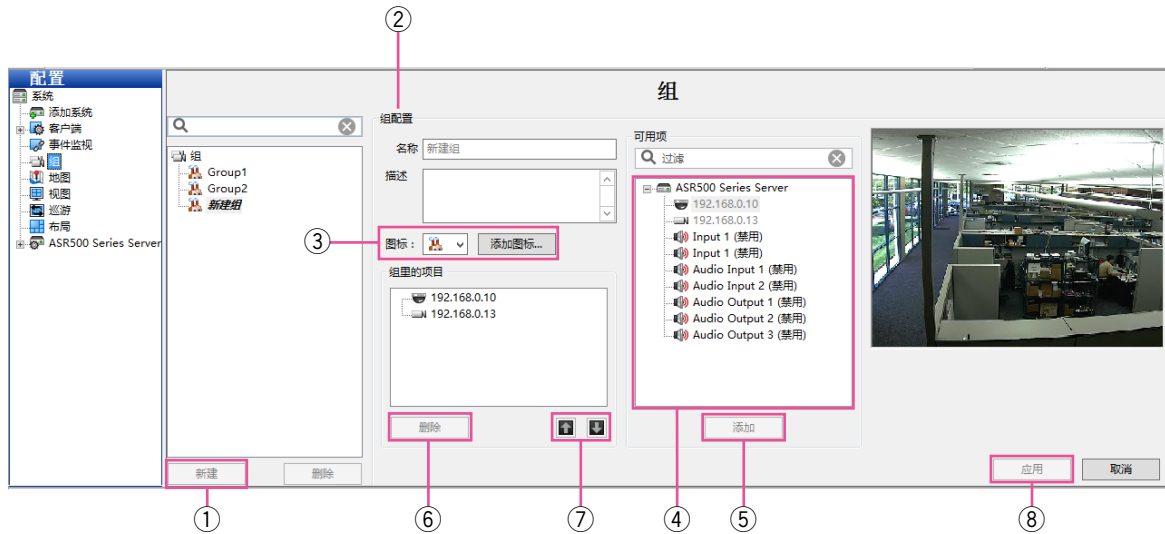 ②
配置
系统
添加系统
客户端
事件监视
组
地图
视图
巡游
布局
ASR500 Series Server
组
Group1
Group2
新建组
新建
删除
①
组
组配置
名称 新建组
描述
③
图标： 添加图标...
组里的项目
192.168.0.10
192.168.0.13
删除
⑥
⑦
可用项
过滤
ASR500 Series Server
192.168.0.10
192.168.0.13
Input 1 (禁用)
Input 1 (禁用)
Audio Input 1 (禁用)
Audio Input 2 (禁用)
Audio Output 1 (禁用)
Audio Output 2 (禁用)
Audio Output 3 (禁用)
添加
④
⑤
应用
取消
⑧